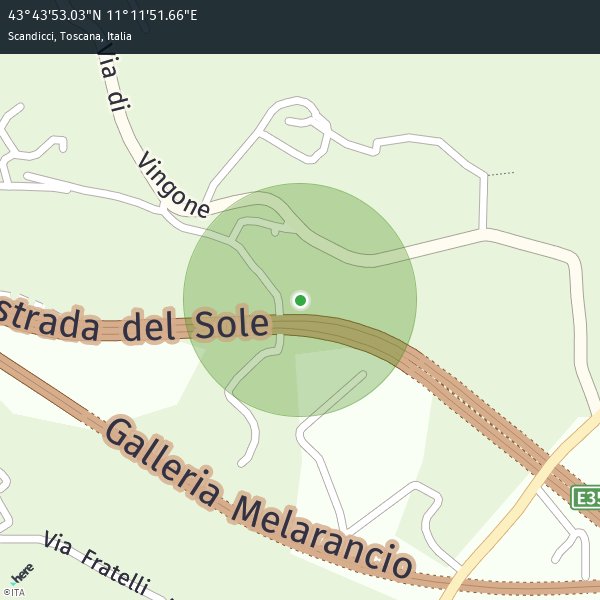 43°43'53.03"N 11°11'51.66"E
Scandicci, Toscana, Italia
Via di
Vingone
strada del Sole
Galleria Melarancio
E35
Via Fratelli
here
©ITA